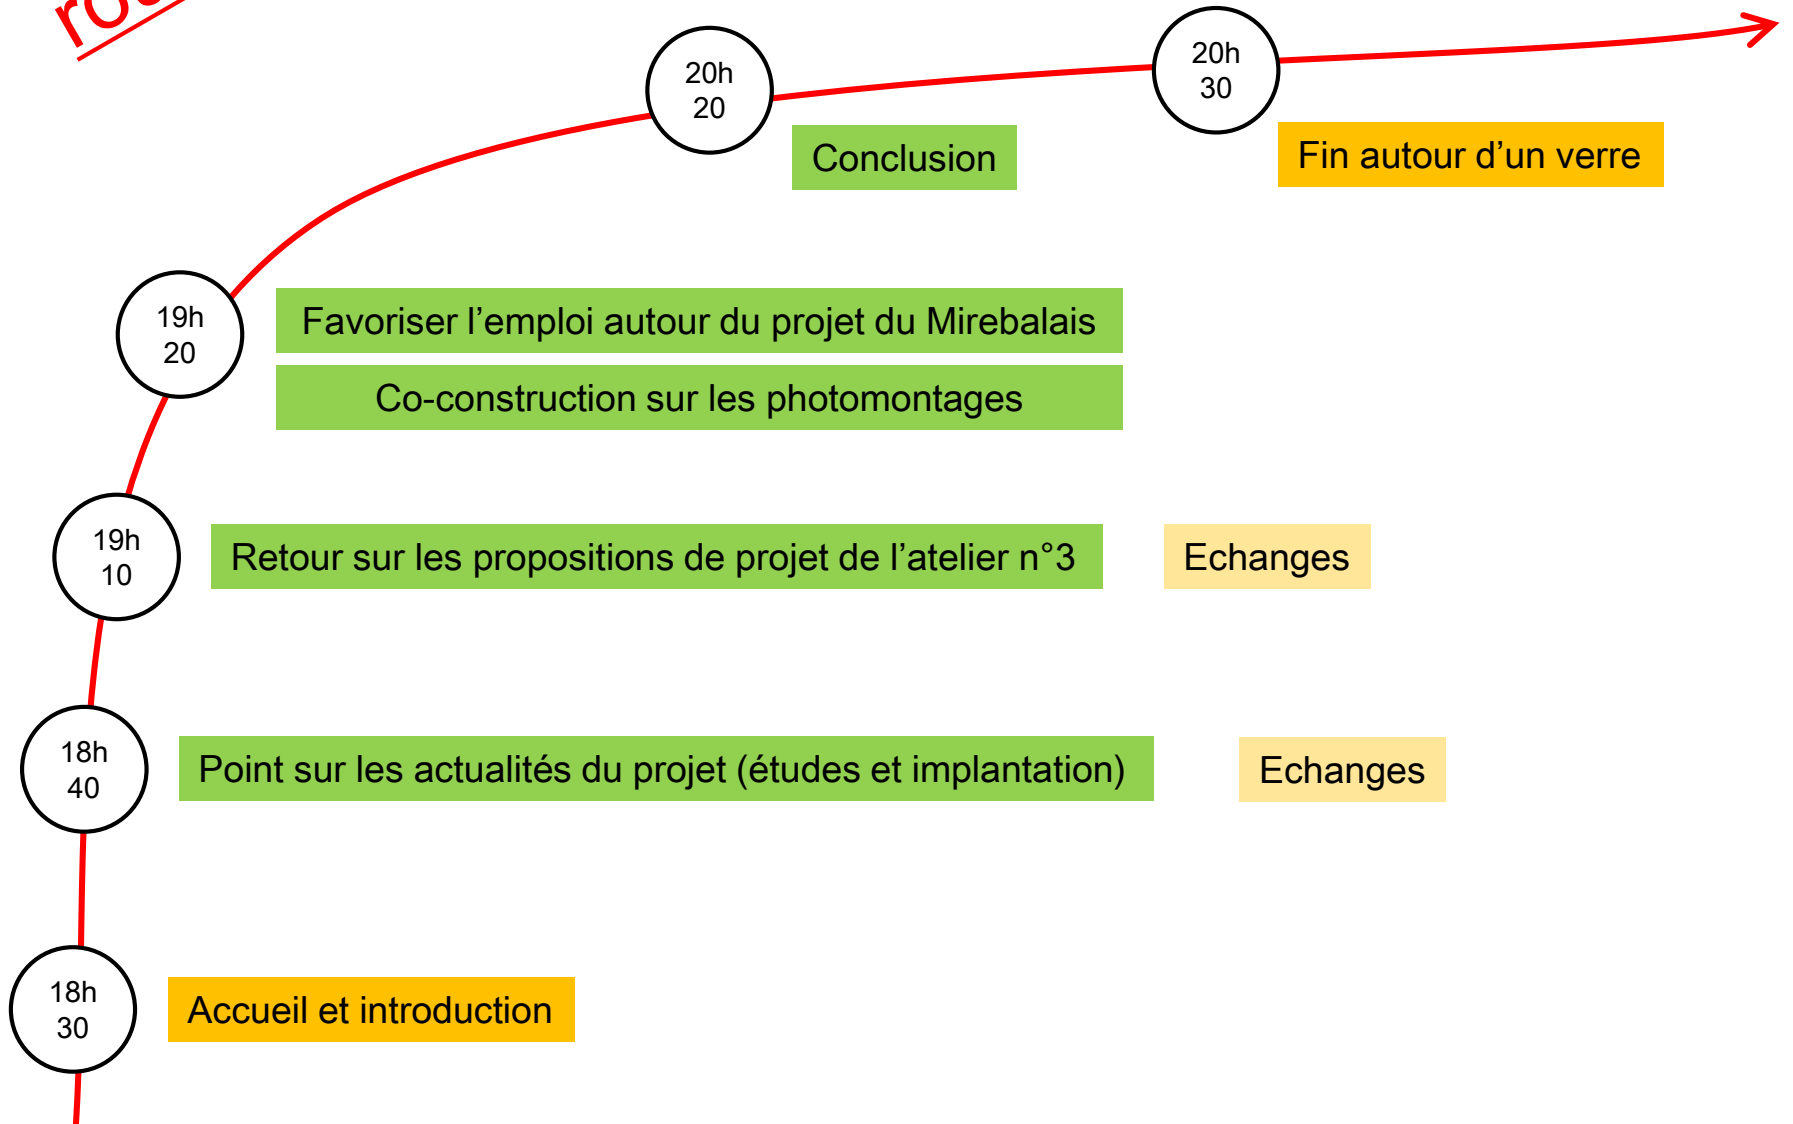 20h
20
20h
30
Conclusion
Fin autour d’un verre
19h
20
Favoriser l’emploi autour du projet du Mirebalais
Co-construction sur les photomontages
19h
10
Retour sur les propositions de projet de l’atelier n°3
Echanges
18h
40
Point sur les actualités du projet (études et implantation)
Echanges
18h
30
Accueil et introduction